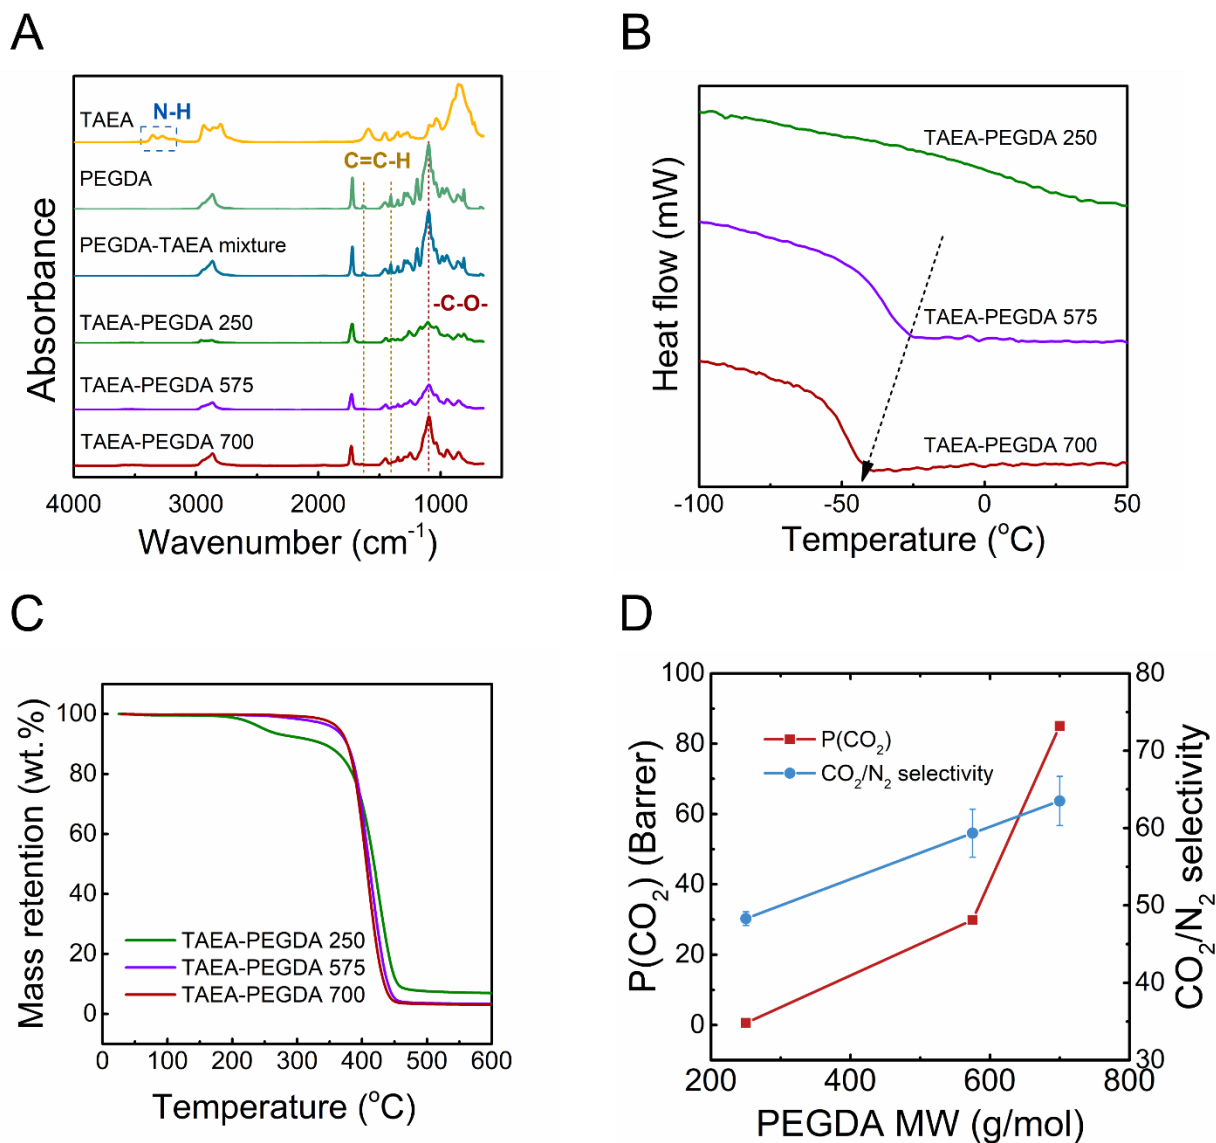 A
Absorbance
TAEA
N-H
C=C-H
PEGDA
PEGDA-TAEA mixture
-C-O-
TAEA-PEGDA 250
TAEA-PEGDA 575
TAEA-PEGDA 700
4000 3000 2000 1000
Wavenumber (cm⁻¹)
B
Heat flow (mW)
TAEA-PEGDA 250
TAEA-PEGDA 575
TAEA-PEGDA 700
-100 -50 0 50
Temperature (°C)
C
Mass retention (wt.%)
100
80
60
40
20
0
TAEA-PEGDA 250
TAEA-PEGDA 575
TAEA-PEGDA 700
0 100 200 300 400 500 600
Temperature (°C)
D
P(CO₂) (Barrer)
100
80
60
40
20
0
P(CO₂)
CO₂/N₂ selectivity
80
70
60
50
40
30
CO₂/N₂ selectivity
200 400 600 800
PEGDA MW (g/mol)